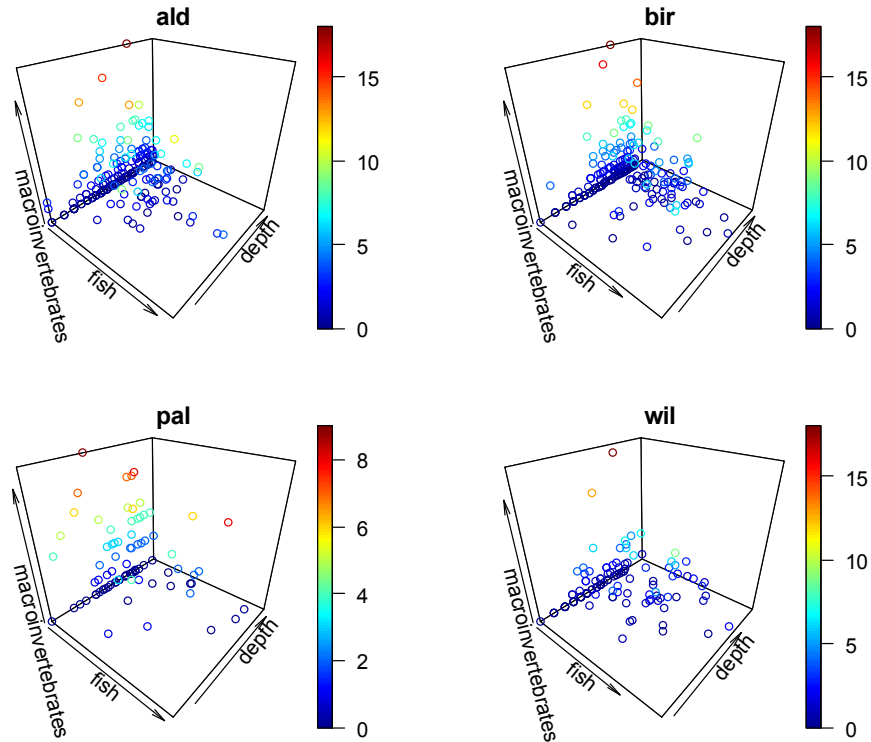 ald
macroinvertebrates
fish
depth
15
10
5
0
bir
macroinvertebrates
fish
depth
15
10
5
0
pal
macroinvertebrates
fish
depth
8
6
4
2
0
wil
macroinvertebrates
fish
depth
15
10
5
0